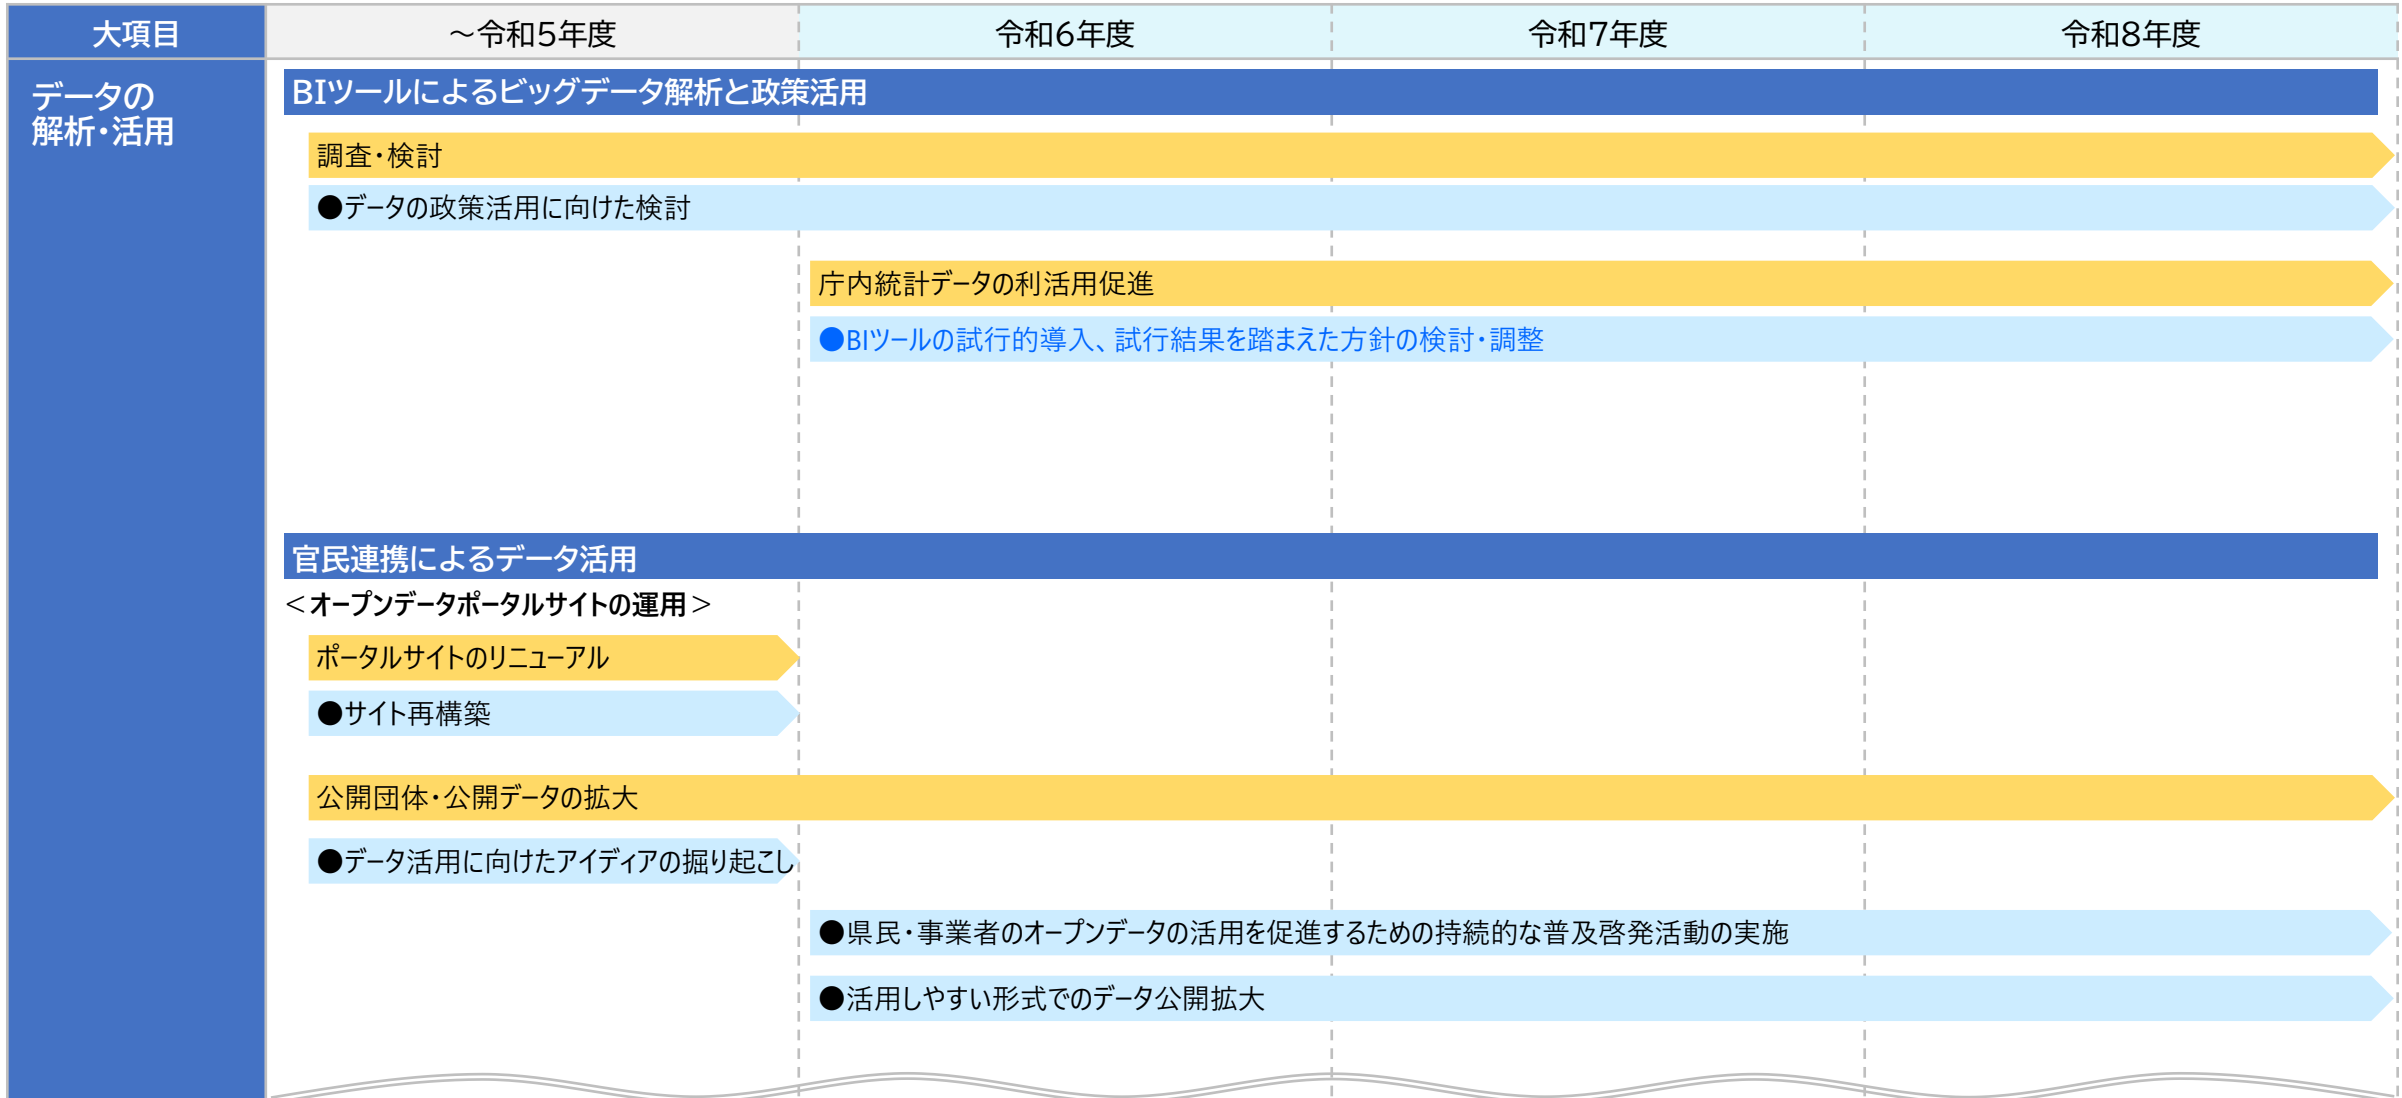 大項目
～令和5年度
令和6年度
令和7年度
令和8年度
データの
解析・活用
BIツールによるビッグデータ解析と政策活用
調査・検討
●データの政策活用に向けた検討
庁内統計データの利活用促進
●BIツールの試行的導入、試行結果を踏まえた方針の検討・調整
官民連携によるデータ活用
＜オープンデータポータルサイトの運用＞
ポータルサイトのリニューアル
●サイト再構築
公開団体・公開データの拡大
●データ活用に向けたアイディアの掘り起こし
●県民・事業者のオープンデータの活用を促進するための持続的な普及啓発活動の実施
●活用しやすい形式でのデータ公開拡大